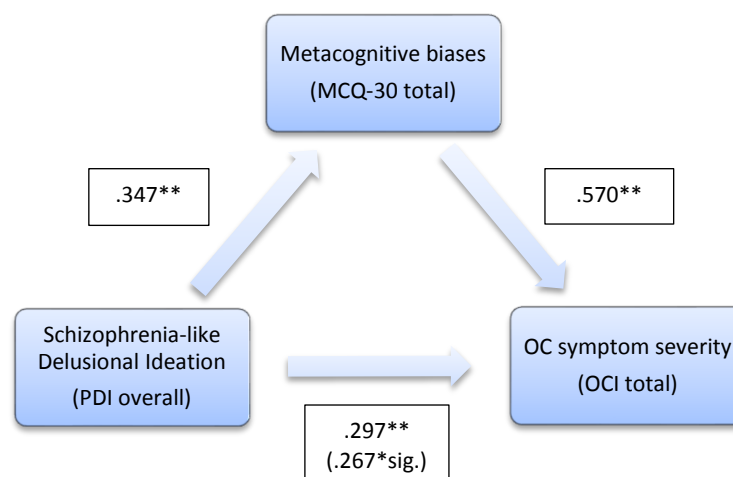 Metacognitive biases
(MCQ-30 total)
.347**
.570**
Schizophrenia-like
Delusional Ideation
(PDI overall)
OC symptom severity
(OCI total)
.297**
(.267*sig.)